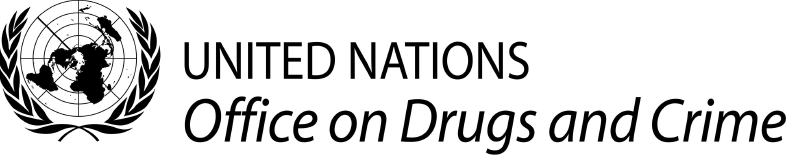 UNITED NATIONS
Office on Drugs and Crime